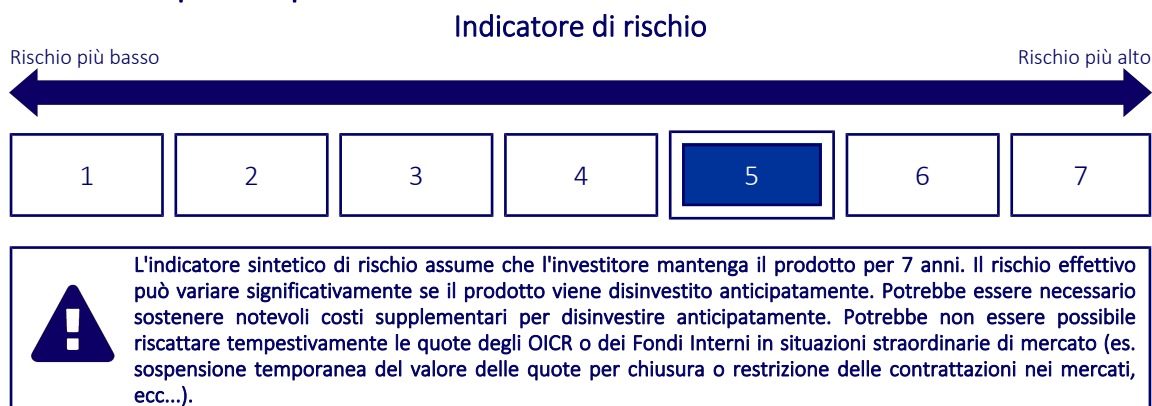 Indicatore di rischio
Rischio più basso
Rischio più alto
1 2 3 4 5 6 7
L'indicatore sintetico di rischio assume che l'investitore mantenga il prodotto per 7 anni. Il rischio effettivo
può variare significativamente se il prodotto viene disinvestito anticipatamente. Potrebbe essere necessario
sostenere notevoli costi supplementari per disinvestire anticipatamente. Potrebbe non essere possibile
riscattare tempestivamente le quote degli OICR o dei Fondi Interni in situazioni straordinarie di mercato (es.
sospensione temporanea del valore delle quote per chiusura o restrizione delle contrattazioni nei mercati,
ecc...).